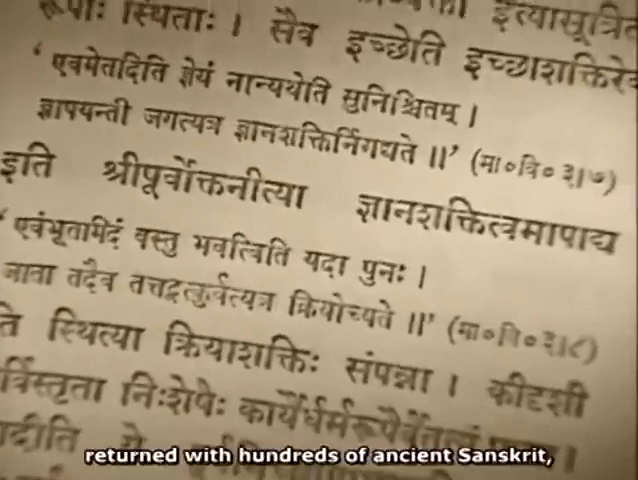 रूपाः स्थिताः । सैव इच्छेति इच्छाशक्तिरे
‘ एवमेतदिति ज्ञेयं नान्यथेति सुनिश्चितम् ।
ज्ञापयन्ती जगत्यत्र ज्ञानशक्तिर्निगद्यते ॥’ (मा०वि० ३।७)
इति श्रीपूर्वोक्तनीत्या ज्ञानशक्तित्वमापाद्य
‘ एवंभूतमिदं वस्तु भवत्विति यदा पुनः ।
जाता तदैव तत्तद्वत्कुर्वत्यत्र क्रियोच्यते ॥’ (मा०वि० ३।८)
स्थित्या क्रियाशक्तिः संपन्ना । कीदृशी
निःशेषैः
returned with hundreds of ancient Sanskrit,